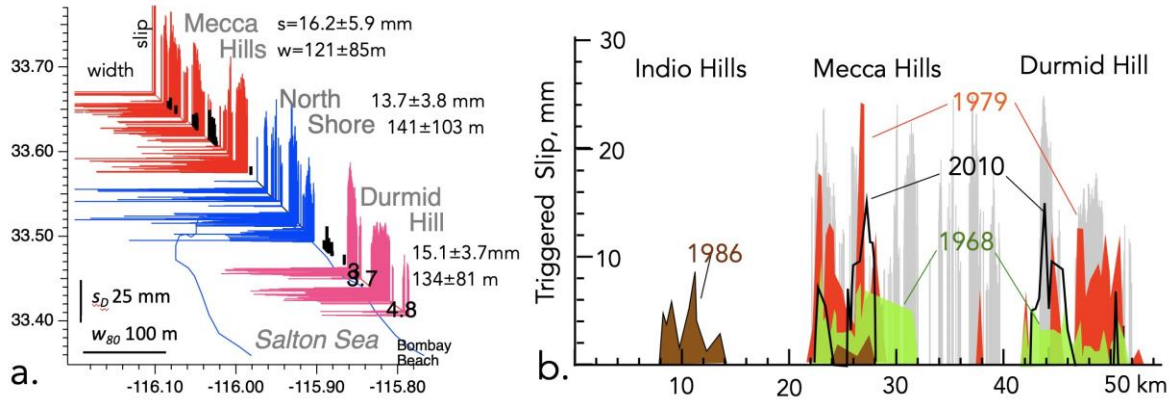 slip
width
Mecca
Hills
s=16.2±5.9 mm
w=121±85m
North
Shore
13.7±3.8 mm
141±103 m
Durmid
Hill
15.1±3.7mm
134±81 m
3.7
4.8
s_D 25 mm
w_80 100 m
Salton Sea
Bombay
Beach
33.70
33.60
33.50
33.40
-116.10
-116.00
-115.90
-115.80
a.
Triggered Slip, mm
30
20
10
Indio Hills
Mecca Hills
Durmid Hill
1979
2010
1986
1968
10
20
30
40
50 km
b.